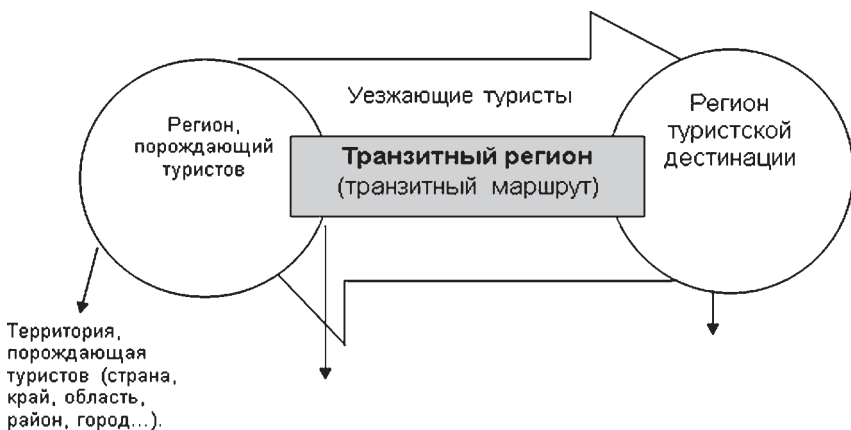 Уезжающие туристы
Регион,
порождающий
туристов
Транзитный регион
(транзитный маршрут)
Регион
туристской
дестинации
Территория,
порождающая
туристов (страна,
край, область,
район, город...).